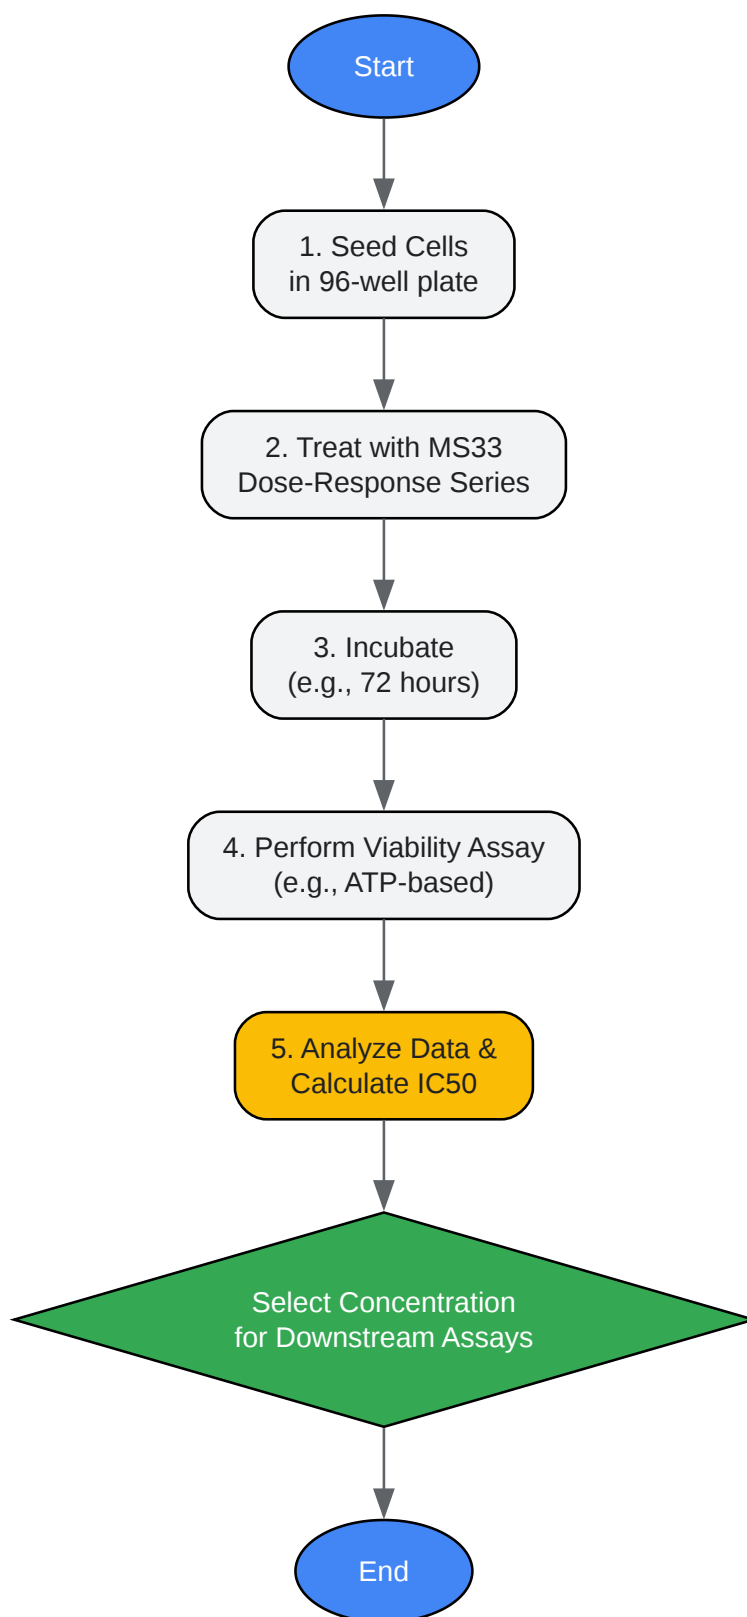 Start
1. Seed Cells
in 96-well plate
2. Treat with MS33
Dose-Response Series
3. Incubate
(e.g., 72 hours)
4. Perform Viability Assay
(e.g., ATP-based)
5. Analyze Data &
Calculate IC50
Select Concentration
for Downstream Assays
End